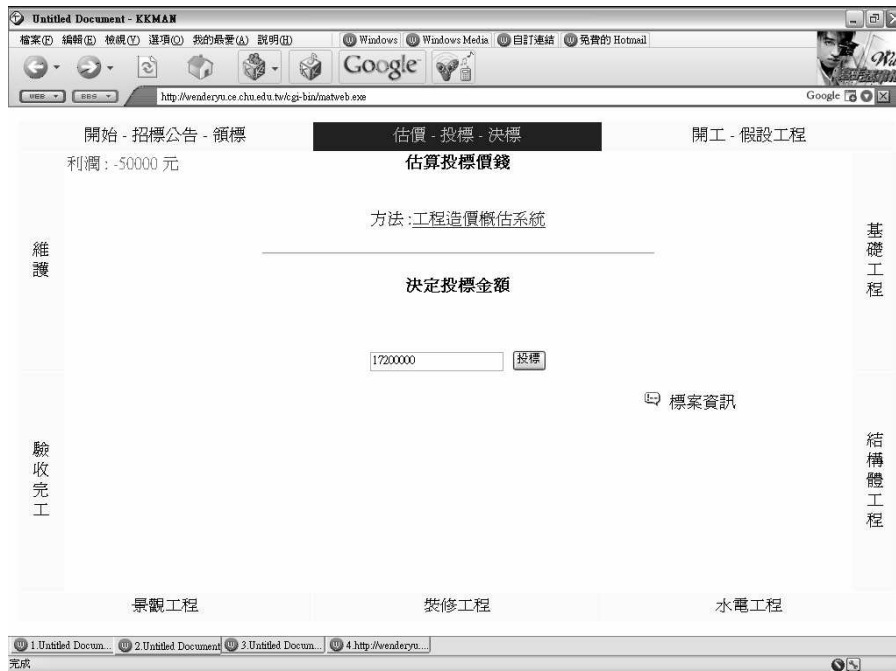 Untitled Document - KKMAN
檔案(F) 編輯(E) 檢視(V) 選項(O) 我的最愛(A) 說明(H) Windows Windows Media 自訂連結 免費的 Hotmail
Google
WEB BBS http://wenderyu.ce.chu.edu.tw/cgi-bin/matweb.exe Google
開始 - 招標公告 - 領標 估價 - 投標 - 決標 開工 - 假設工程
利潤 : -50000 元 估算投標價錢
方法 :工程造價概估系統
維護
基礎工程
決定投標金額
17200000 投標
標案資訊
驗收完工
結構體工程
景觀工程 裝修工程 水電工程
1.Untitled Docum... 2.Untitled Document 3.Untitled Docum... 4.http://wenderyu....
完成